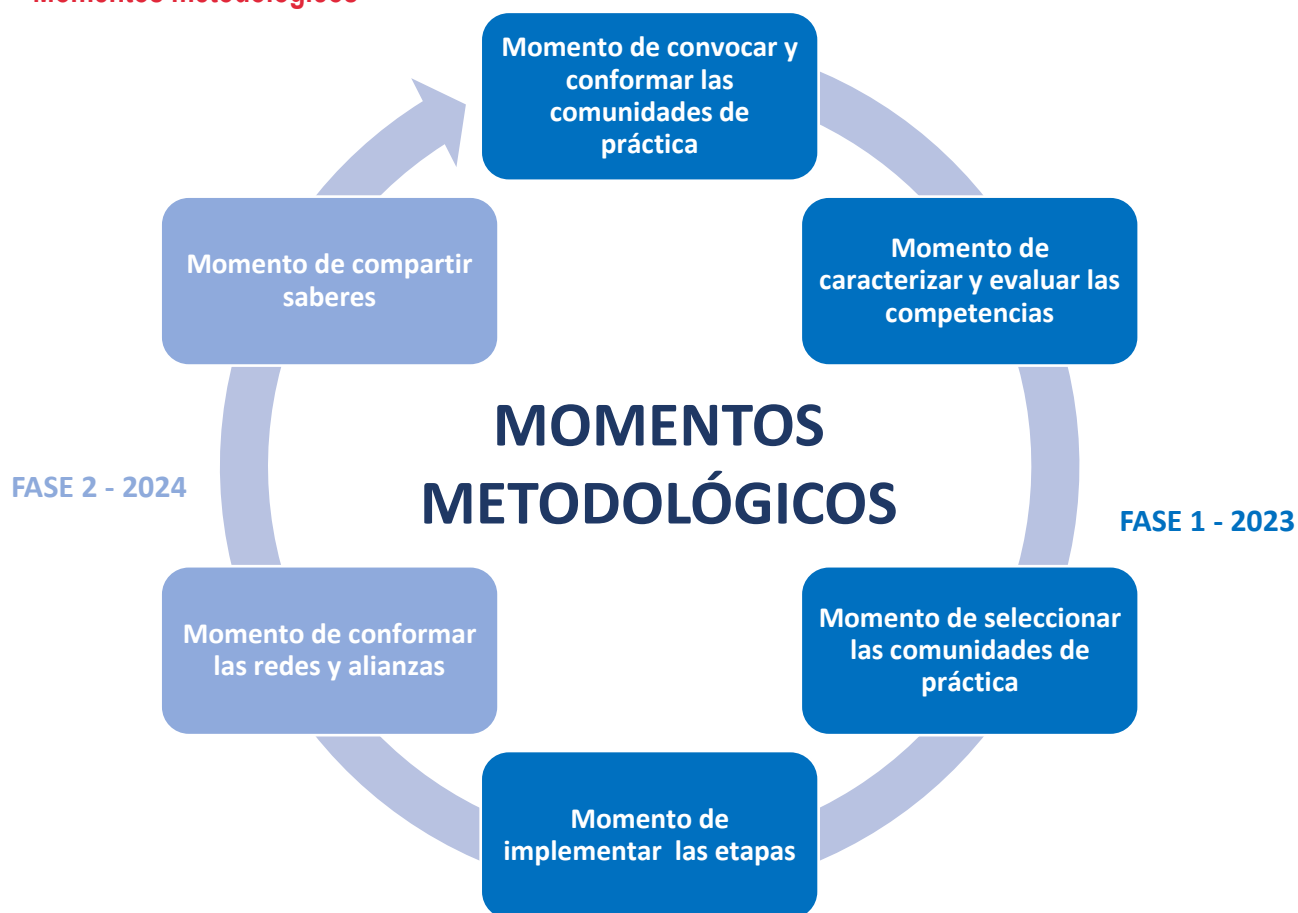 Momentos metodológicos
Momento de convocar y
conformar las
comunidades de
práctica
Momento de
caracterizar y evaluar las
competencias
Momento de seleccionar
las comunidades de
práctica
Momento de
implementar  las etapas
Momento de conformar
las redes y alianzas
Momento de compartir
saberes
MOMENTOS
METODOLÓGICOS
FASE 1 - 2023
FASE 2 - 2024